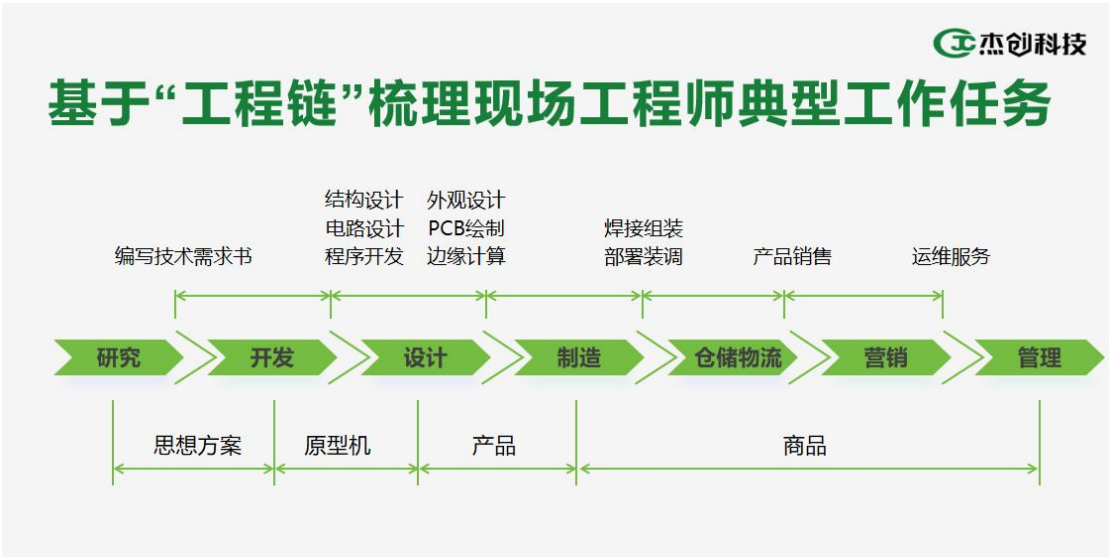 杰创科技
基于“工程链”梳理现场工程师典型工作任务
编写技术需求书
结构设计
电路设计
程序开发
外观设计
PCB绘制
边缘计算
焊接组装
部署装调
产品销售
运维服务
研究
开发
设计
制造
仓储物流
营销
管理
思想方案
原型机
产品
商品